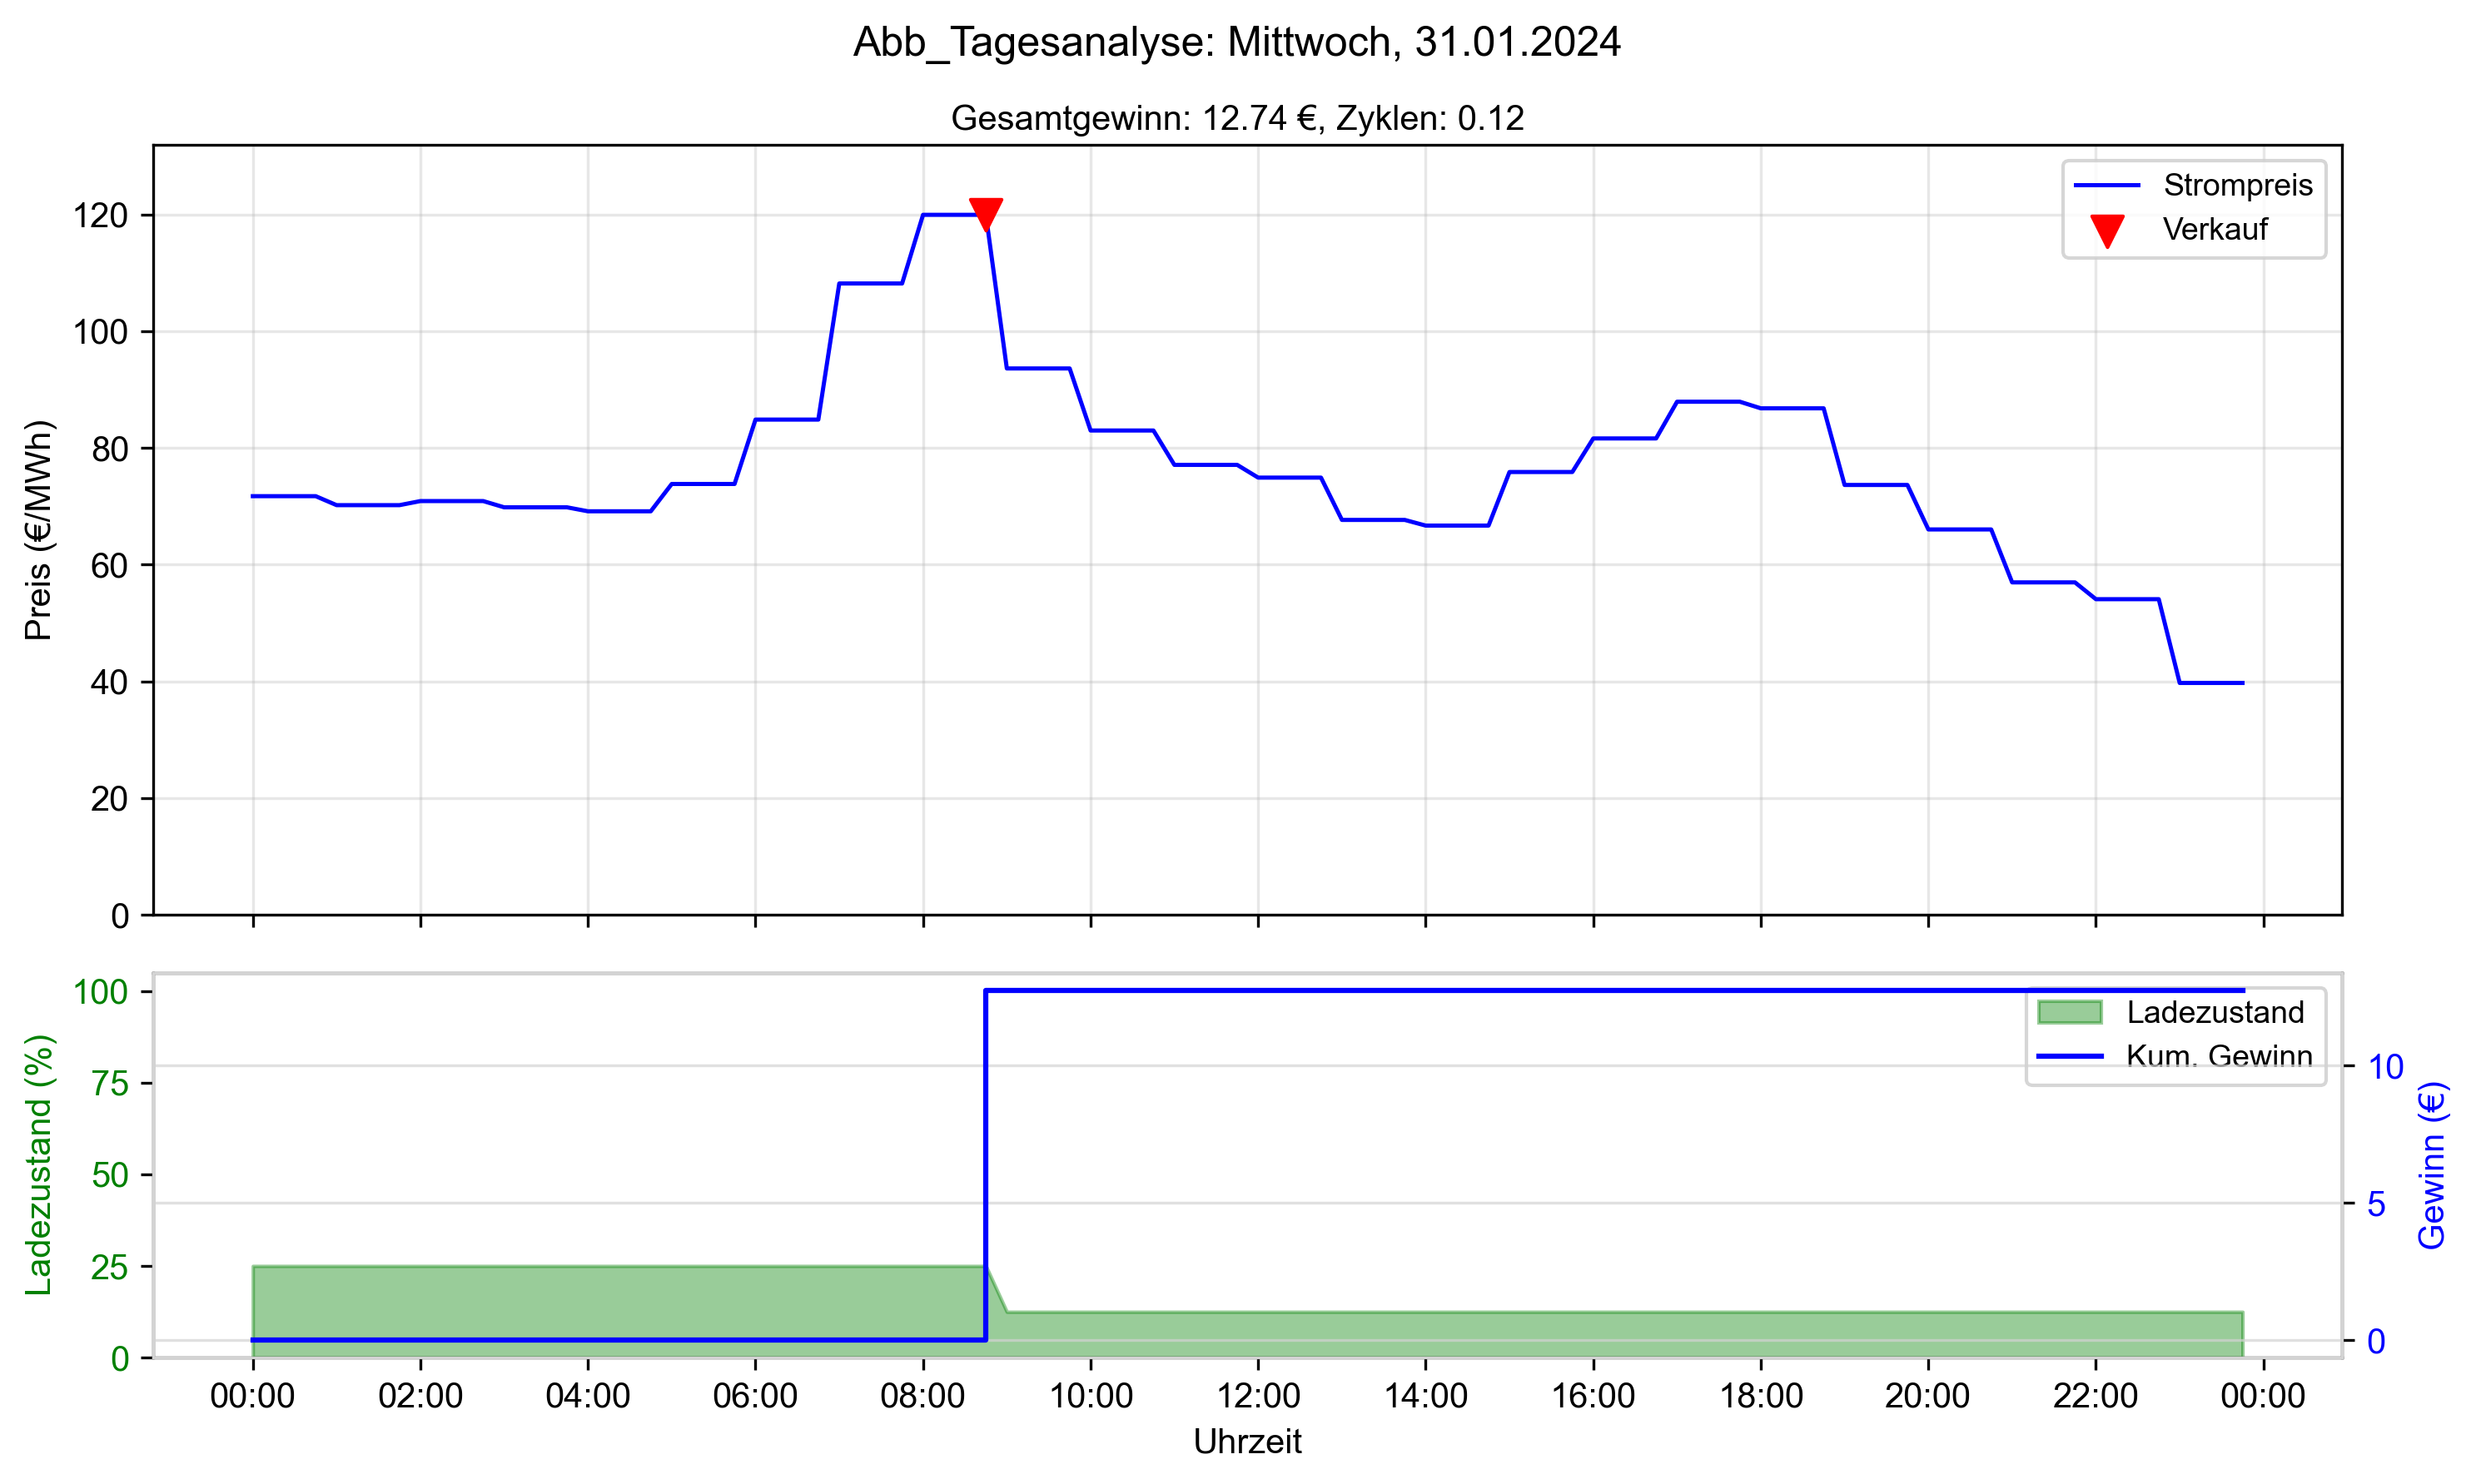 Abb_Tagesanalyse: Mittwoch, 31.01.2024
Gesamtgewinn: 12.74 €, Zyklen: 0.12
Preis (€/MWh)
120
100
80
60
40
20
0
Strompreis
Verkauf
Ladezustand (%)
100
75
50
25
0
Ladezustand
Kum. Gewinn
10
5
0
Gewinn (€)
00:00 02:00 04:00 06:00 08:00 10:00 12:00 14:00 16:00 18:00 20:00 22:00 00:00
Uhrzeit